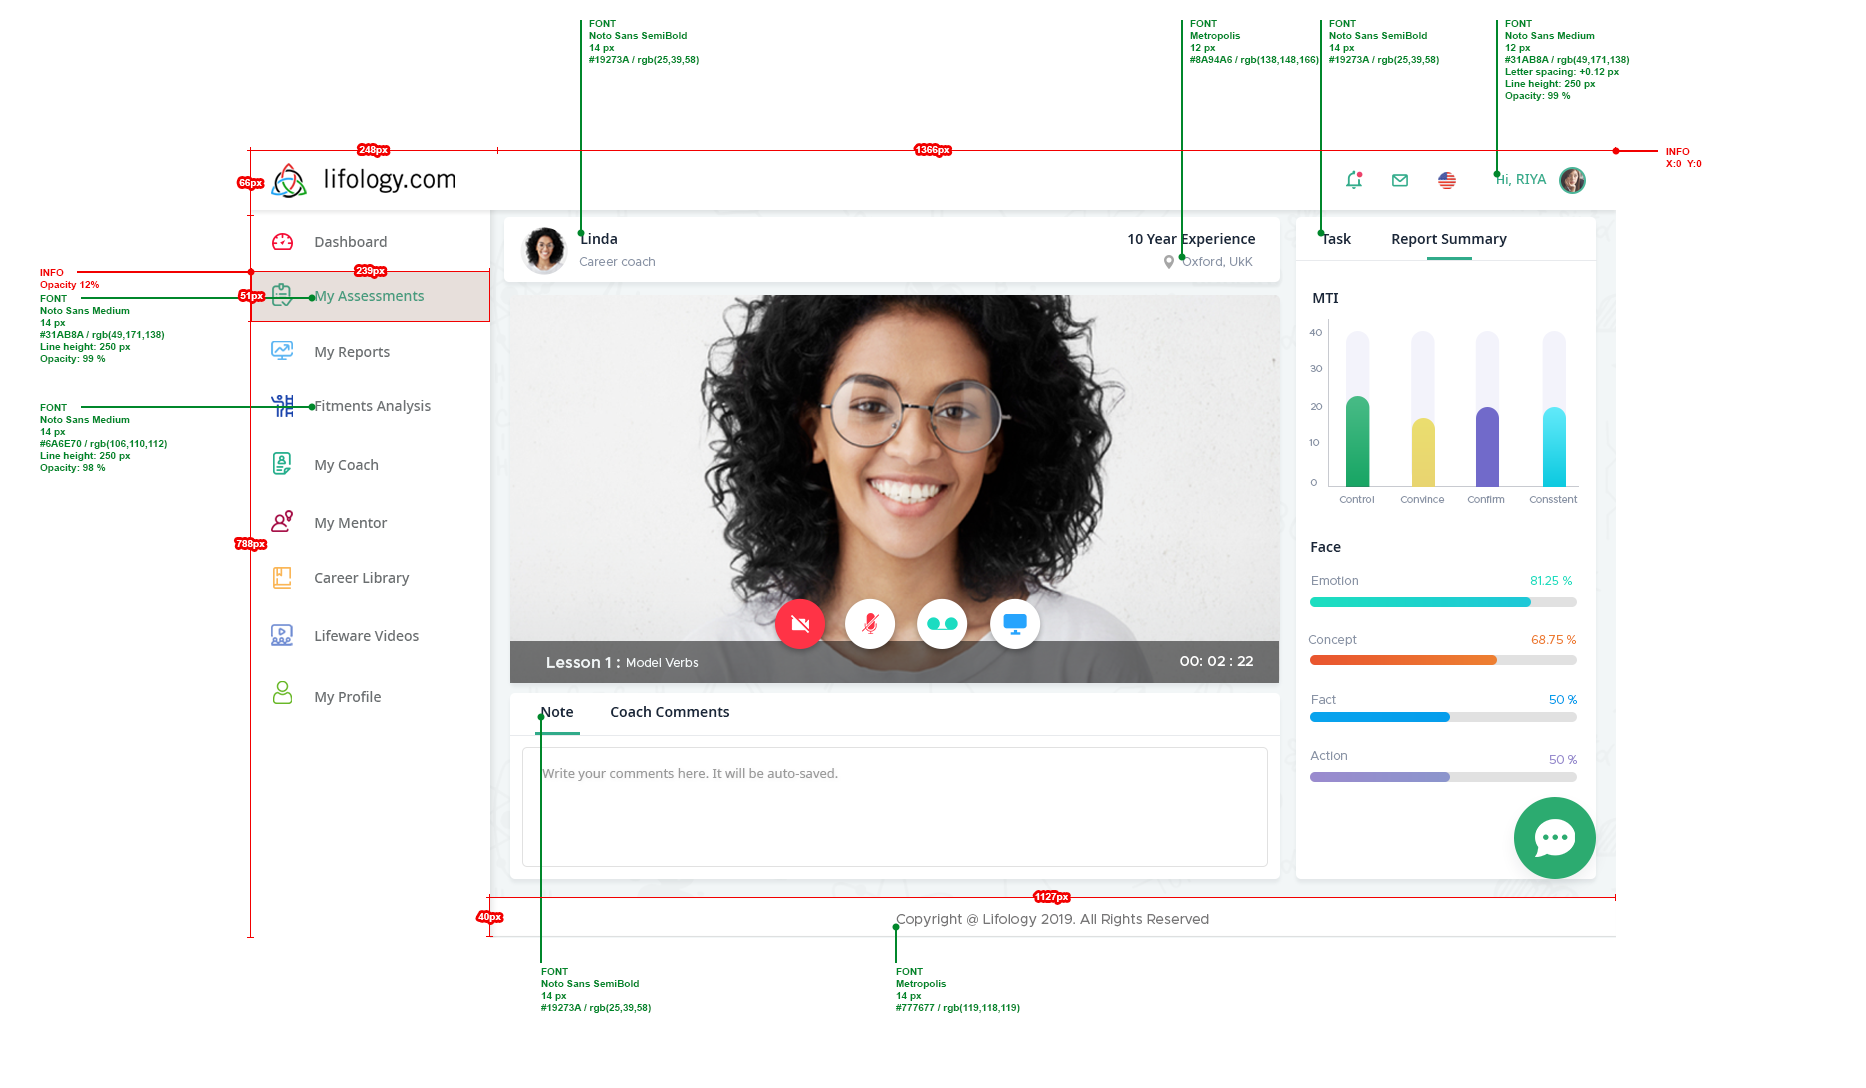 FONT
Noto Sans SemiBold
14 px
#19273A / rgb(25,39,58)
FONT
Metropolis
12 px
#8A94A6 / rgb(138,148,166)
FONT
Noto Sans SemiBold
14 px
#19273A / rgb(25,39,58)
FONT
Noto Sans Medium
12 px
#31AB8A / rgb(49,171,138)
Letter spacing: +0.12 px
Line height: 250 px
Opacity: 99 %
248px
1366px
INFO
X:0 Y:0
66px
lifology.com
Hi, RIYA
Dashboard
INFO
Opacity 12%
239px
51px
My Assessments
FONT
Noto Sans Medium
14 px
#31AB8A / rgb(49,171,138)
Line height: 250 px
Opacity: 99 %
My Reports
Fitments Analysis
FONT
Noto Sans Medium
14 px
#6A6E70 / rgb(106,110,112)
Line height: 250 px
Opacity: 98 %
My Coach
My Mentor
788px
Career Library
Lifeware Videos
My Profile
Linda
Career coach
10 Year Experience
Oxford, UkK
Lesson 1 : Model Verbs
00: 02 : 22
Note
Coach Comments
Write your comments here. It will be auto-saved.
Task
Report Summary
MTI
40
30
20
10
0
Control
Convince
Confirm
Consstent
Face
Emotion
81.25 %
Concept
68.75 %
Fact
50 %
Action
50 %
1127px
40px
Copyright @ Lifology 2019. All Rights Reserved
FONT
Noto Sans SemiBold
14 px
#19273A / rgb(25,39,58)
FONT
Metropolis
14 px
#777677 / rgb(119,118,119)